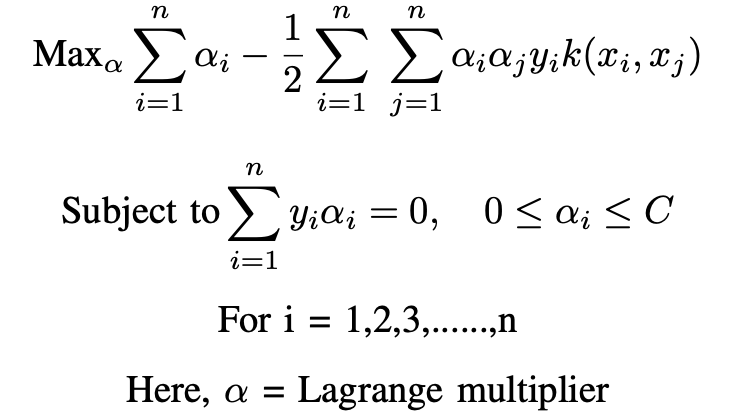 Max_α ∑_{i=1}^{n} α_i − \frac{1}{2} ∑_{i=1}^{n} ∑_{j=1}^{n} α_i α_j y_i k(x_i, x_j)
Subject to ∑_{i=1}^{n} y_i α_i = 0, 0 ≤ α_i ≤ C
For i = 1,2,3,......,n
Here, α = Lagrange multiplier